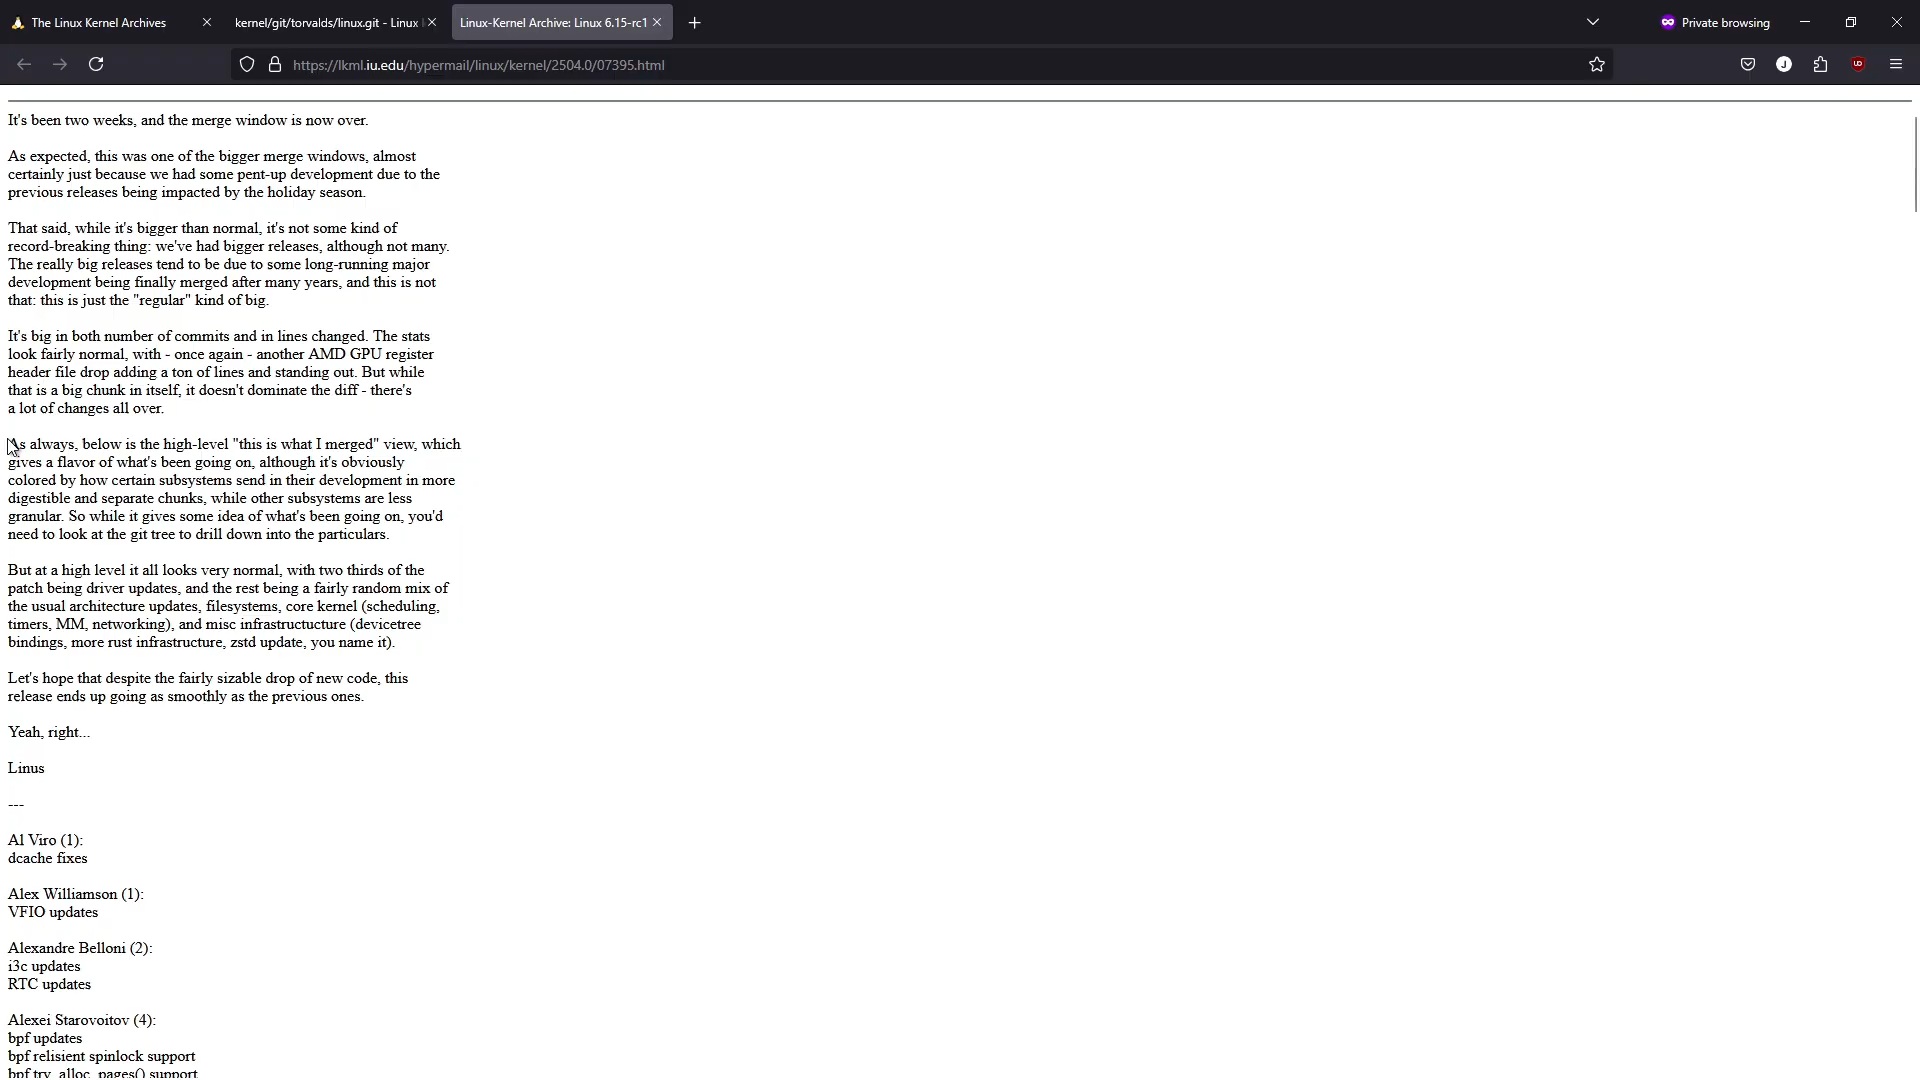 The Linux Kernel Archives
kernel/git/torvalds/linux.git - Linux
Linux-Kernel Archive: Linux 6.15-rc1
Private browsing
https://lkml.iu.edu/hypermail/linux/kernel/2504.0/07395.html
It's been two weeks, and the merge window is now over.
As expected, this was one of the bigger merge windows, almost
certainly just because we had some pent-up development due to the
previous releases being impacted by the holiday season.
That said, while it's bigger than normal, it's not some kind of
record-breaking thing: we've had bigger releases, although not many.
The really big releases tend to be due to some long-running major
development being finally merged after many years, and this is not
that: this is just the "regular" kind of big.
It's big in both number of commits and in lines changed. The stats
look fairly normal, with - once again - another AMD GPU register
header file drop adding a ton of lines and standing out. But while
that is a big chunk in itself, it doesn't dominate the diff - there's
a lot of changes all over.
As always, below is the high-level "this is what I merged" view, which
gives a flavor of what's been going on, although it's obviously
colored by how certain subsystems send in their development in more
digestible and separate chunks, while other subsystems are less
granular. So while it gives some idea of what's been going on, you'd
need to look at the git tree to drill down into the particulars.
But at a high level it all looks very normal, with two thirds of the
patch being driver updates, and the rest being a fairly random mix of
the usual architecture updates, filesystems, core kernel (scheduling,
timers, MM, networking), and misc infrastructucture (devicetree
bindings, more rust infrastructure, zstd update, you name it).
Let's hope that despite the fairly sizable drop of new code, this
release ends up going as smoothly as the previous ones.
Yeah, right...
Linus
---
Al Viro (1):
dcache fixes
Alex Williamson (1):
VFIO updates
Alexandre Belloni (2):
i3c updates
RTC updates
Alexei Starovoitov (4):
bpf updates
bpf relisient spinlock support
bpf try_alloc_pages() support